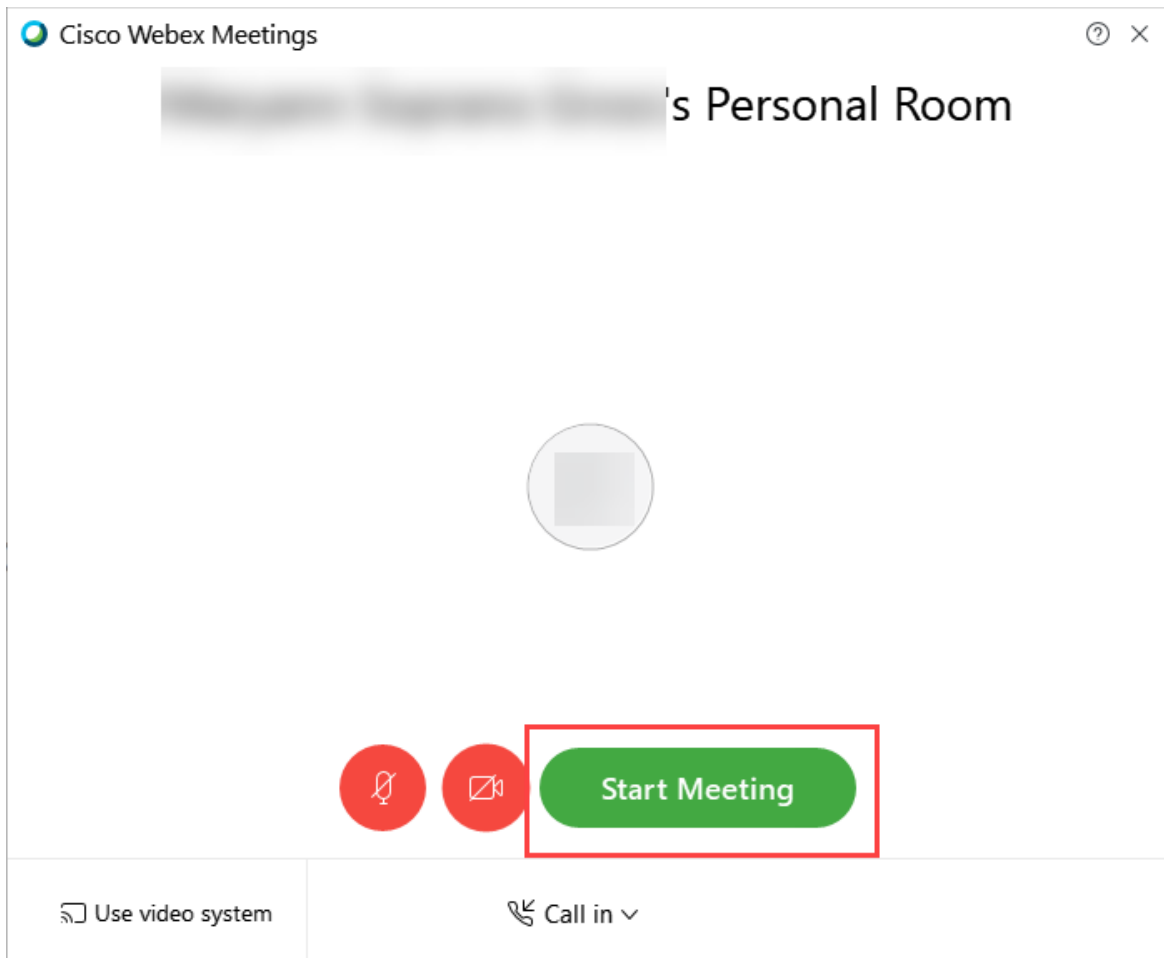 Cisco Webex Meetings
's Personal Room
Start Meeting
Use video system
Call in